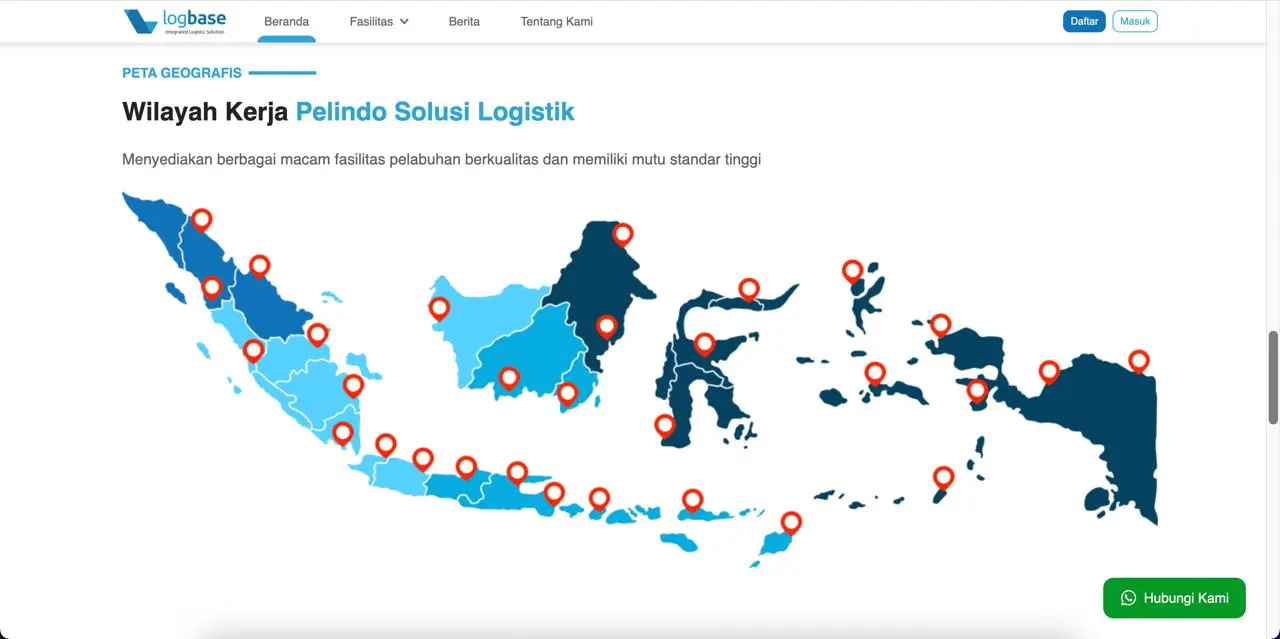 logbase
Integrated Logistic Solution
Beranda
Fasilitas
Berita
Tentang Kami
Daftar
Masuk
PETA GEOGRAFIS
Wilayah Kerja Pelindo Solusi Logistik
Menyediakan berbagai macam fasilitas pelabuhan berkualitas dan memiliki mutu standar tinggi
Hubungi Kami